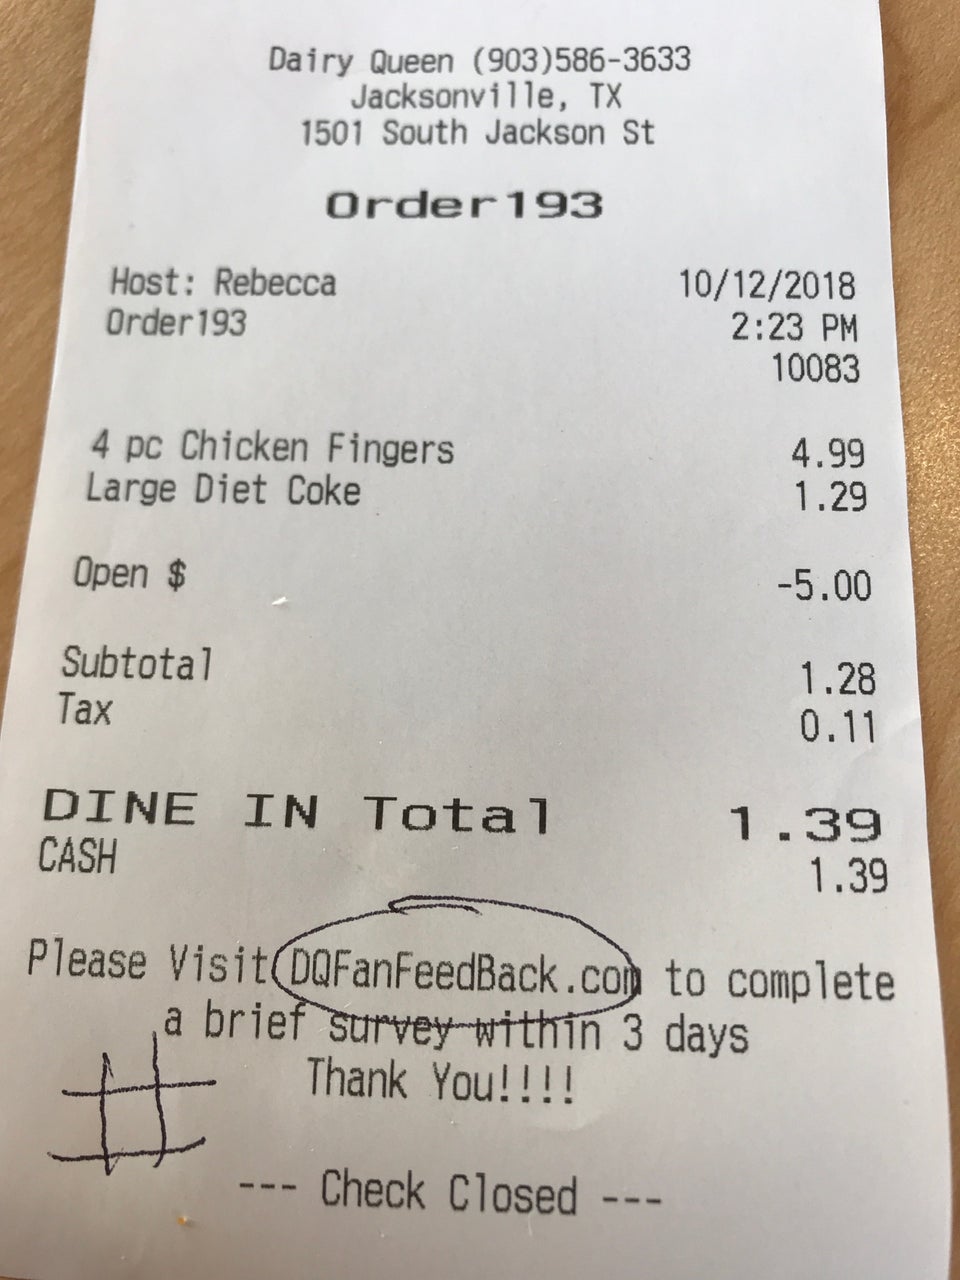 Dairy Queen (903)586-3633
Jacksonville, TX
1501 South Jackson St
Order193
Host: Rebecca 10/12/2018
Order193 2:23 PM
10083
4 pc Chicken Fingers 4.99
Large Diet Coke 1.29
Open $ -5.00
Subtotal 1.28
Tax 0.11
DINE IN Total 1.39
CASH 1.39
Please Visit DQFanFeedBack.com to complete
a brief survey within 3 days
Thank You!!!!
#
--- Check Closed ---